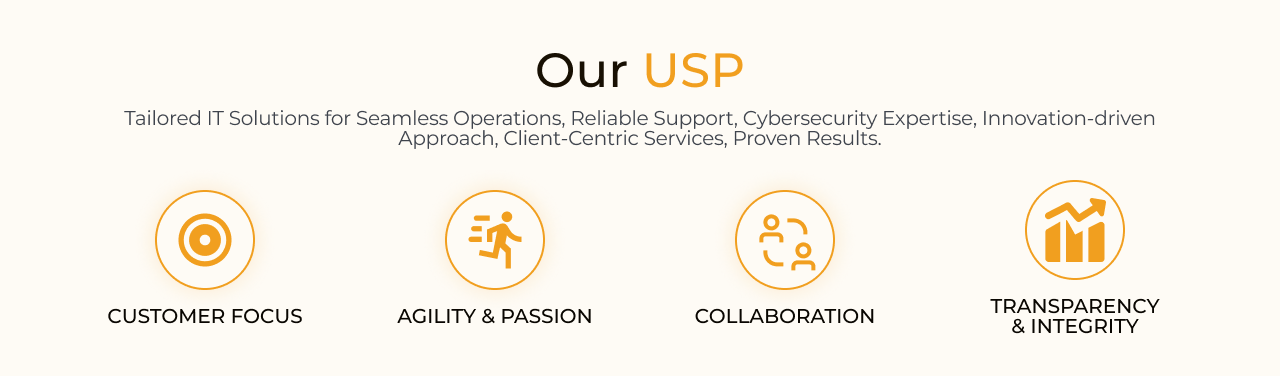 Our USP
Tailored IT Solutions for Seamless Operations, Reliable Support, Cybersecurity Expertise, Innovation-driven
Approach, Client-Centric Services, Proven Results.
CUSTOMER FOCUS
AGILITY & PASSION
COLLABORATION
TRANSPARENCY
& INTEGRITY